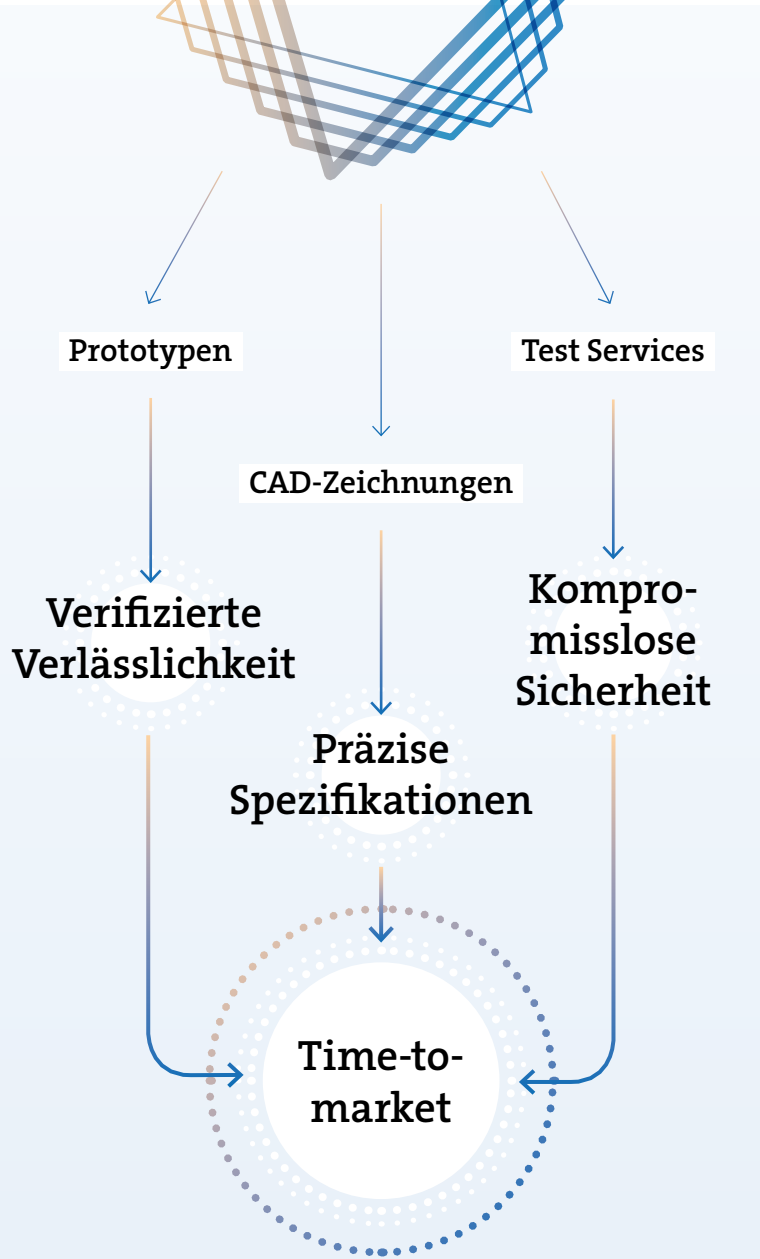 Prototypen
Test Services
CAD-Zeichnungen
Verifizierte
Verlässlichkeit
Kompro-
misslose
Sicherheit
Präzise
Spezifikationen
Time-to-
market